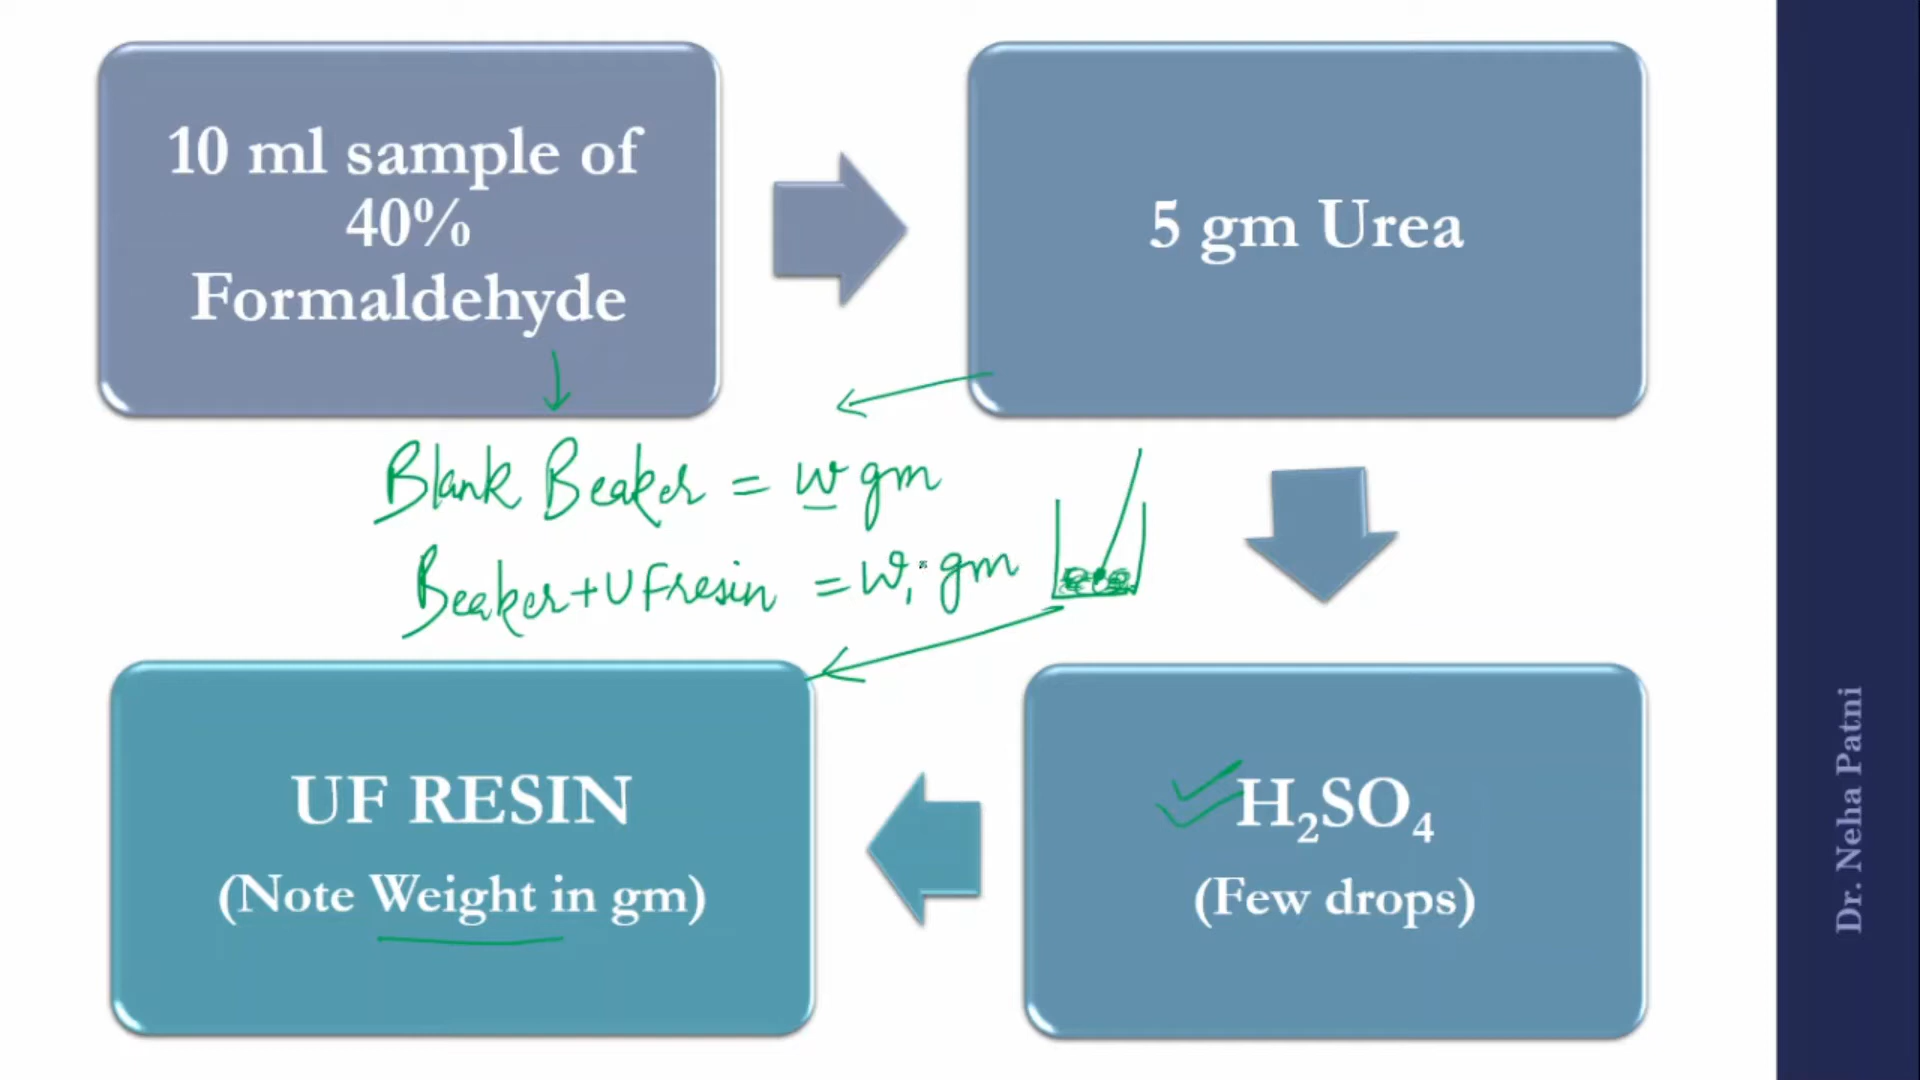 10 ml sample of
40%
Formaldehyde
5 gm Urea
Blank Beaker = w gm
Beaker + UF resin = w₁ gm
UF RESIN
(Note Weight in gm)
H₂SO₄
(Few drops)
Dr. Neha Patni